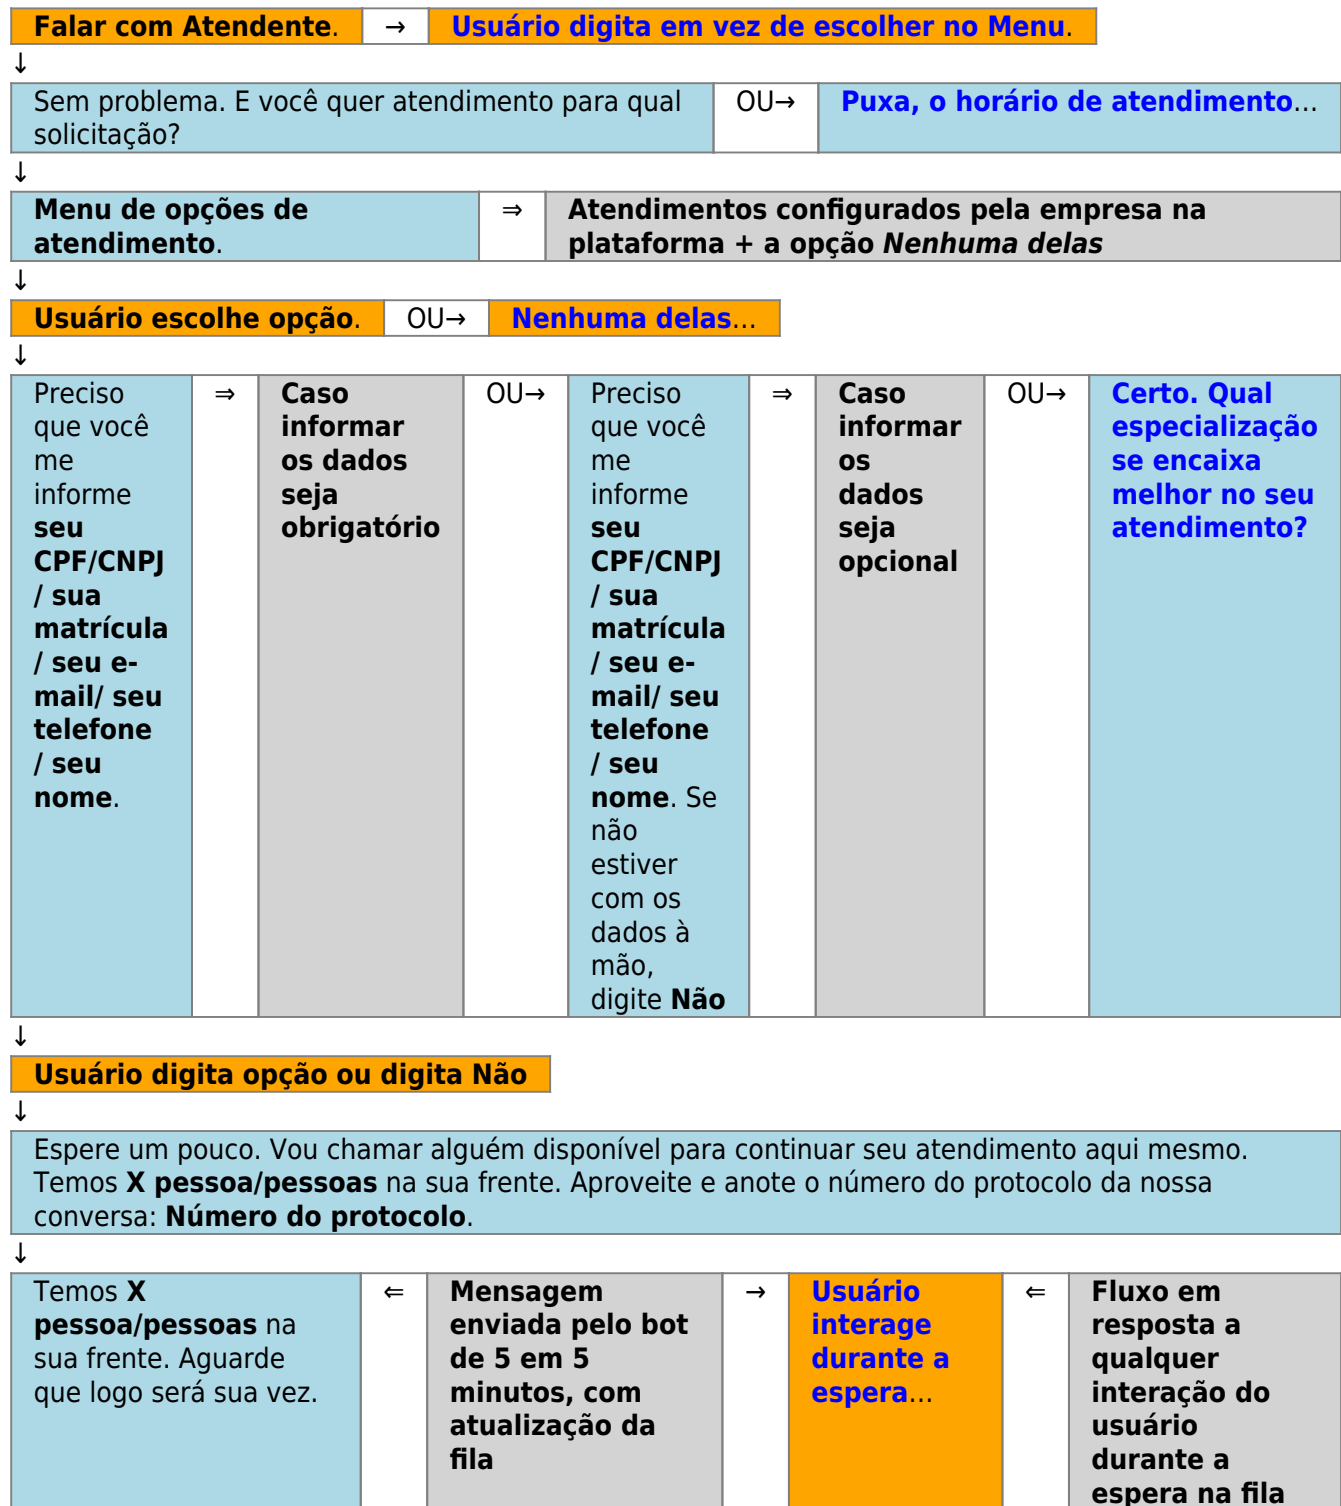 Falar com Atendente. → Usuário digita em vez de escolher no Menu.
↓
Sem problema. E você quer atendimento para qual
solicitação?
OU→
Puxa, o horário de atendimento...
↓
Menu de opções de
atendimento.
⇒
Atendimentos configurados pela empresa na
plataforma + a opção Nenhuma delas
↓
Usuário escolhe opção. OU→ Nenhuma delas...
↓
Preciso
que você
me
informe
seu
CPF/CNPJ
/ sua
matrícula
/ seu e-
mail/ seu
telefone
/ seu
nome.
⇒
Caso
informar
os dados
seja
obrigatório
OU→
Preciso
que você
me
informe
seu
CPF/CNPJ
/ sua
matrícula
/ seu e-
mail/ seu
telefone
/ seu
nome. Se
não
estiver
com os
dados à
mão,
digite Não
⇒
Caso
informar
os
dados
seja
opcional
OU→
Certo. Qual
especialização
se encaixa
melhor no seu
atendimento?
↓
Usuário digita opção ou digita Não
↓
Espere um pouco. Vou chamar alguém disponível para continuar seu atendimento aqui mesmo.
Temos X pessoa/pessoas na sua frente. Aproveite e anote o número do protocolo da nossa
conversa: Número do protocolo.
↓
Temos X
pessoa/pessoas na
sua frente. Aguarde
que logo será sua vez.
⇐
Mensagem
enviada pelo bot
de 5 em 5
minutos, com
atualização da
fila
→
Usuário
interage
durante a
espera...
⇐
Fluxo em
resposta a
qualquer
interação do
usuário
durante a
espera na fila